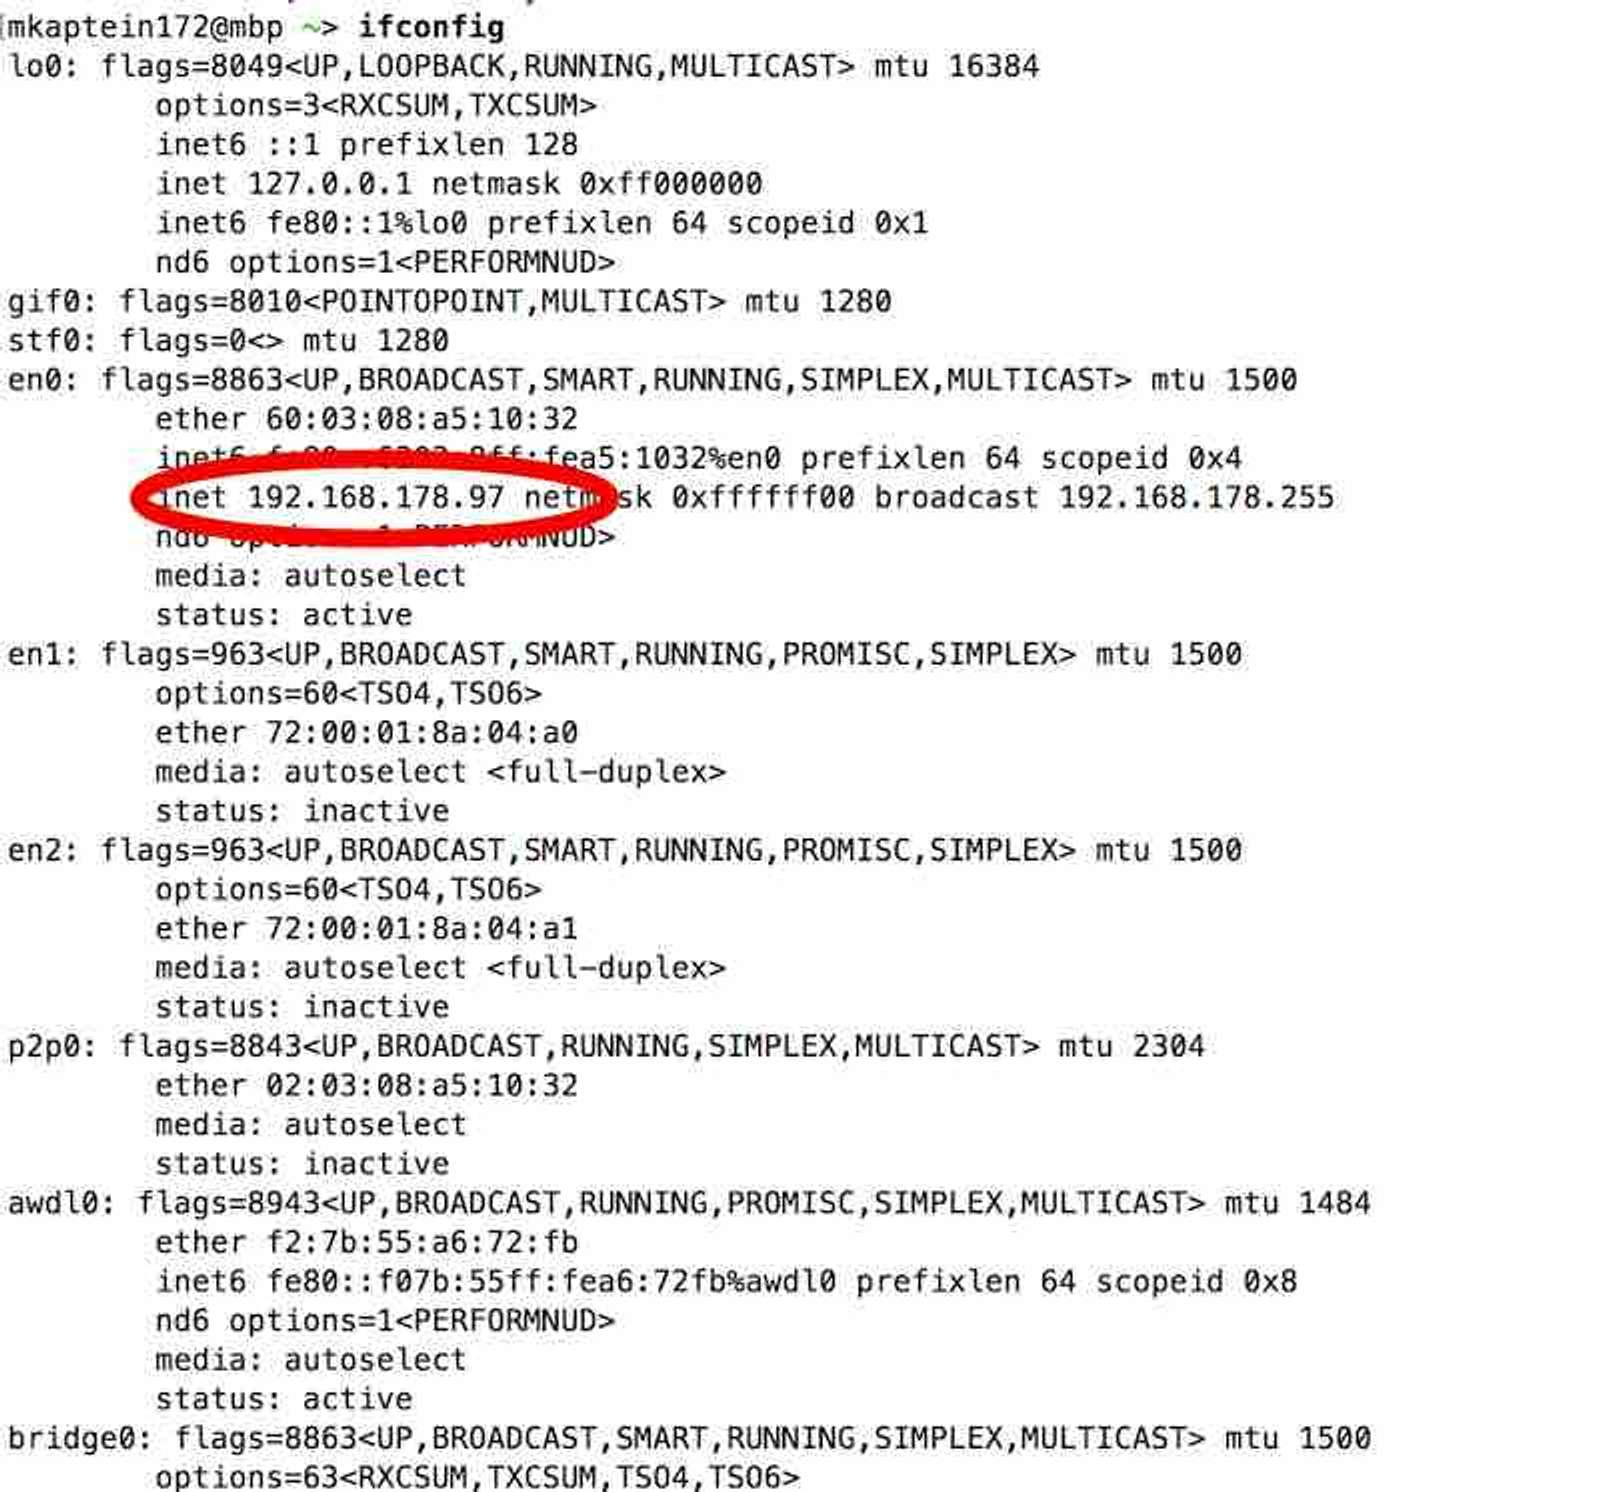 mkaptein172@mbp ~> ifconfig
lo0: flags=8049<UP,LOOPBACK,RUNNING,MULTICAST> mtu 16384
options=3<RXCSUM,TXCSUM>
inet6 ::1 prefixlen 128
inet 127.0.0.1 netmask 0xff000000
inet6 fe80::1%lo0 prefixlen 64 scopeid 0x1
nd6 options=1<PERFORMNUD>
gif0: flags=8010<POINTOPOINT,MULTICAST> mtu 1280
stf0: flags=0<> mtu 1280
en0: flags=8863<UP,BROADCAST,SMART,RUNNING,SIMPLEX,MULTICAST> mtu 1500
ether 60:03:08:a5:10:32
inet6 prefixlen 64 scopeid 0x4
inet 192.168.178.97 netmask 0xffffff00 broadcast 192.168.178.255
nd6 options=1<PERFORMNUD>
media: autoselect
status: active
en1: flags=963<UP,BROADCAST,SMART,RUNNING,PROMISC,SIMPLEX> mtu 1500
options=60<TSO4,TSO6>
ether 72:00:01:8a:04:a0
media: autoselect <full-duplex>
status: inactive
en2: flags=963<UP,BROADCAST,SMART,RUNNING,PROMISC,SIMPLEX> mtu 1500
options=60<TSO4,TSO6>
ether 72:00:01:8a:04:a1
media: autoselect <full-duplex>
status: inactive
p2p0: flags=8843<UP,BROADCAST,RUNNING,SIMPLEX,MULTICAST> mtu 2304
ether 02:03:08:a5:10:32
media: autoselect
status: inactive
awdl0: flags=8943<UP,BROADCAST,RUNNING,PROMISC,SIMPLEX,MULTICAST> mtu 1484
ether f2:7b:55:a6:72:fb
inet6 fe80::f07b:55ff:fea6:72fb%awdl0 prefixlen 64 scopeid 0x8
nd6 options=1<PERFORMNUD>
media: autoselect
status: active
bridge0: flags=8863<UP,BROADCAST,SMART,RUNNING,SIMPLEX,MULTICAST> mtu 1500
options=63<RXCSUM,TXCSUM,TSO4,TSO6>